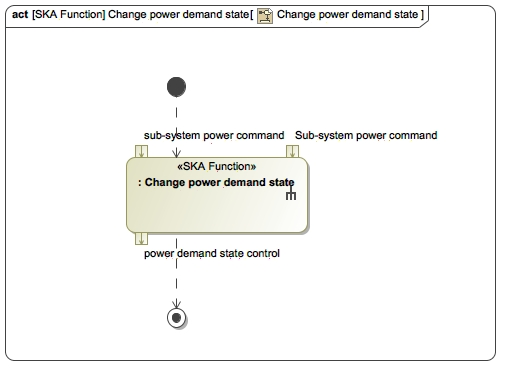 act [SKA Function] Change power demand state[ Change power demand state ]
sub-system power command Sub-system power command
«SKA Function»
: Change power demand state
power demand state control